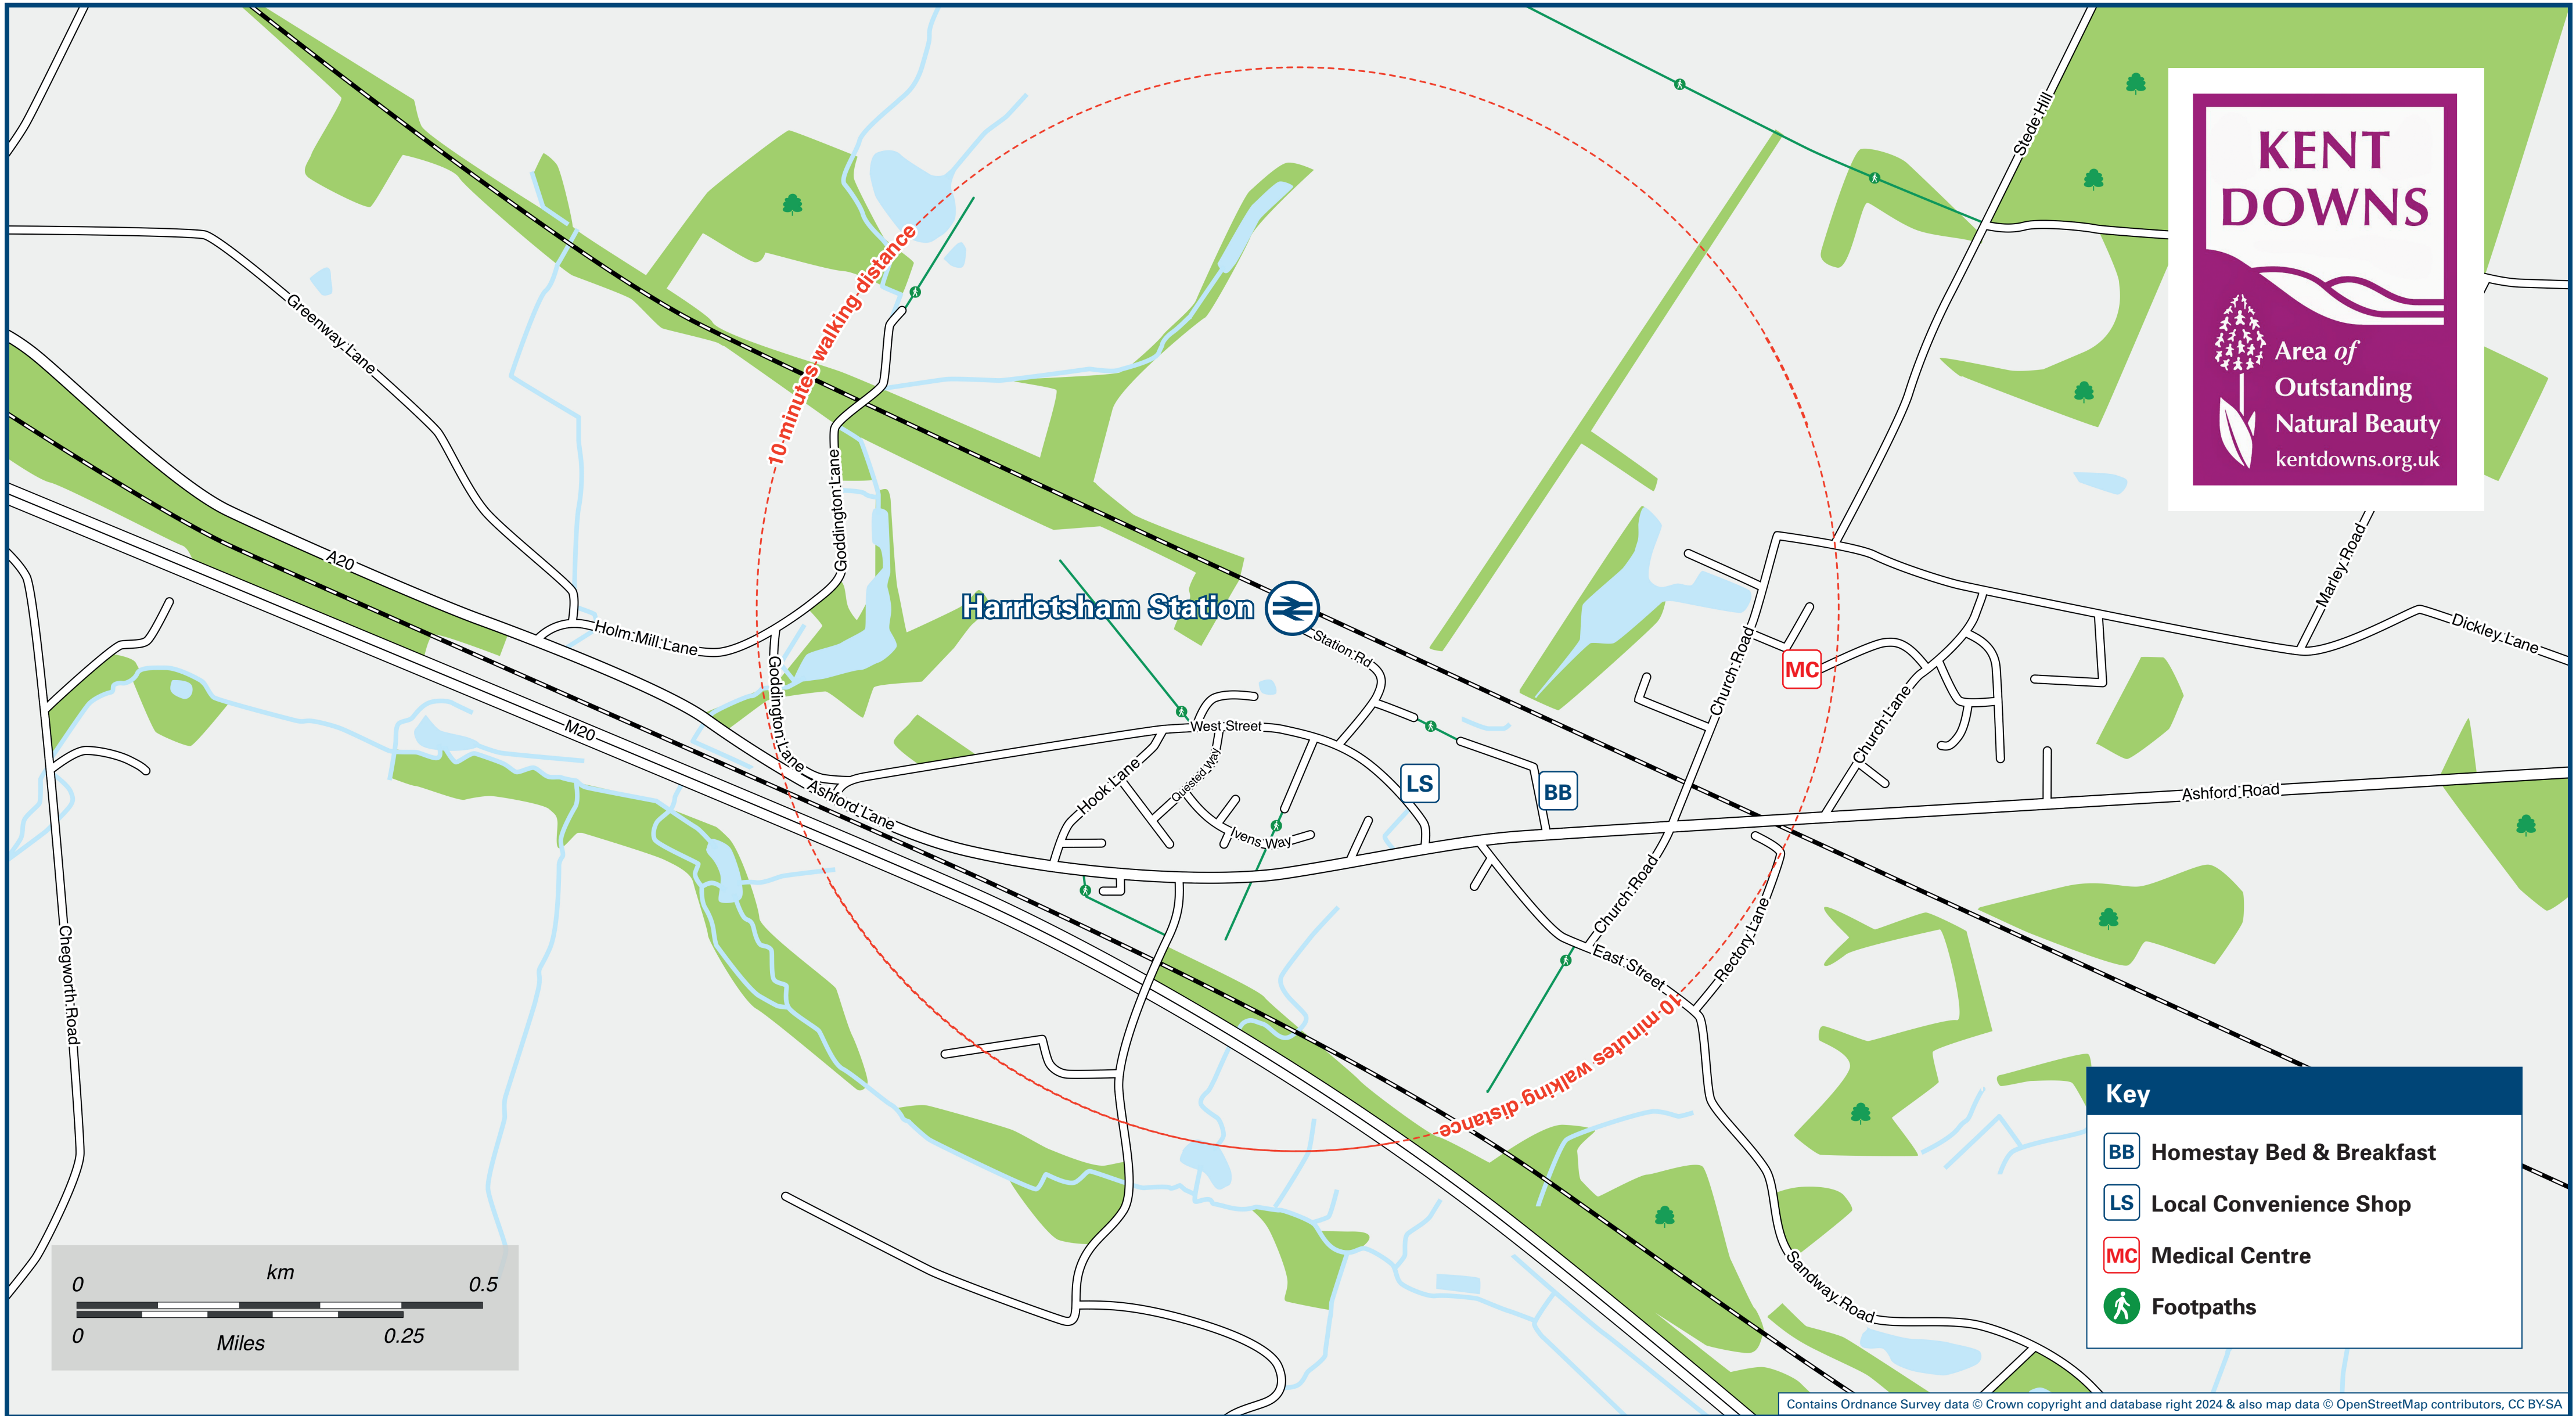 Stede Hill
KENT
DOWNS
Area of
Outstanding
Natural Beauty
kentdowns.org.uk
10 minutes walking distance
Greenway Lane
Goddington Lane
A20
Holm Mill Lane
Harrietsham Station
Station Rd
Marley Road
Dickley Lane
Church Road
MC
Goddington Lane
M20
West Street
Church Lane
Hook Lane
Quested Way
LS
BB
Ashford Road
Ashford Lane
Ivens Way
Church Road
East Street
Rectory Lane
Chegworth Road
10 minutes walking distance
Sandway Road
Key
BB Homestay Bed & Breakfast
LS Local Convenience Shop
MC Medical Centre
Footpaths
km
0 0.5
0 0.25
Miles
Contains Ordnance Survey data © Crown copyright and database right 2024 & also map data © OpenStreetMap contributors, CC BY-SA